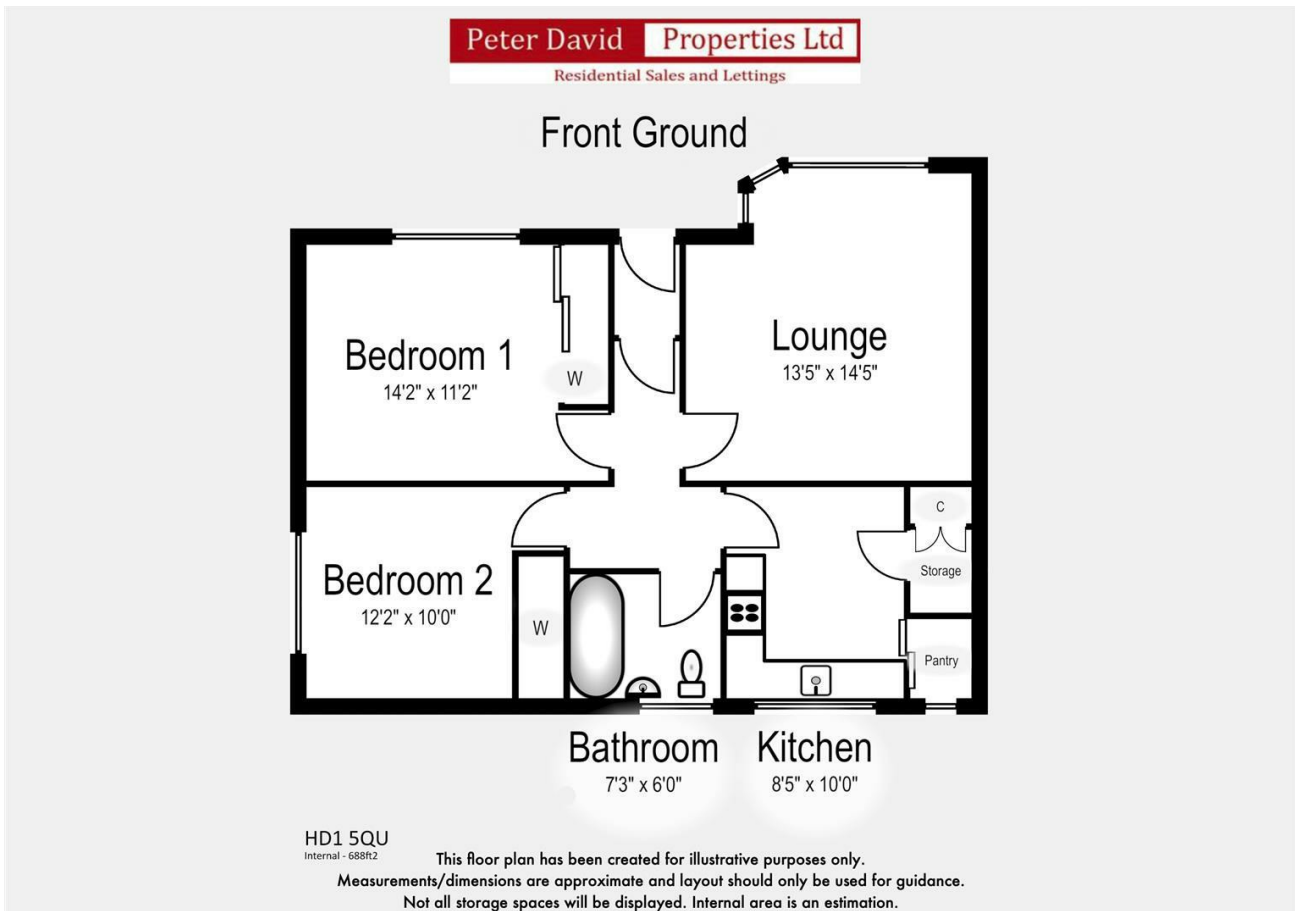 Peter David Properties Ltd
Residential Sales and Lettings
Front Ground
Bedroom 1
14'2" x 11'2"
W
Lounge
13'5" x 14'5"
C
Storage
Bedroom 2
12'2" x 10'0"
W
Pantry
Bathroom
7'3" x 6'0"
Kitchen
8'5" x 10'0"
HD1 5QU
Internal - 688ft2
This floor plan has been created for illustrative purposes only.
Measurements/dimensions are approximate and layout should only be used for guidance.
Not all storage spaces will be displayed. Internal area is an estimation.